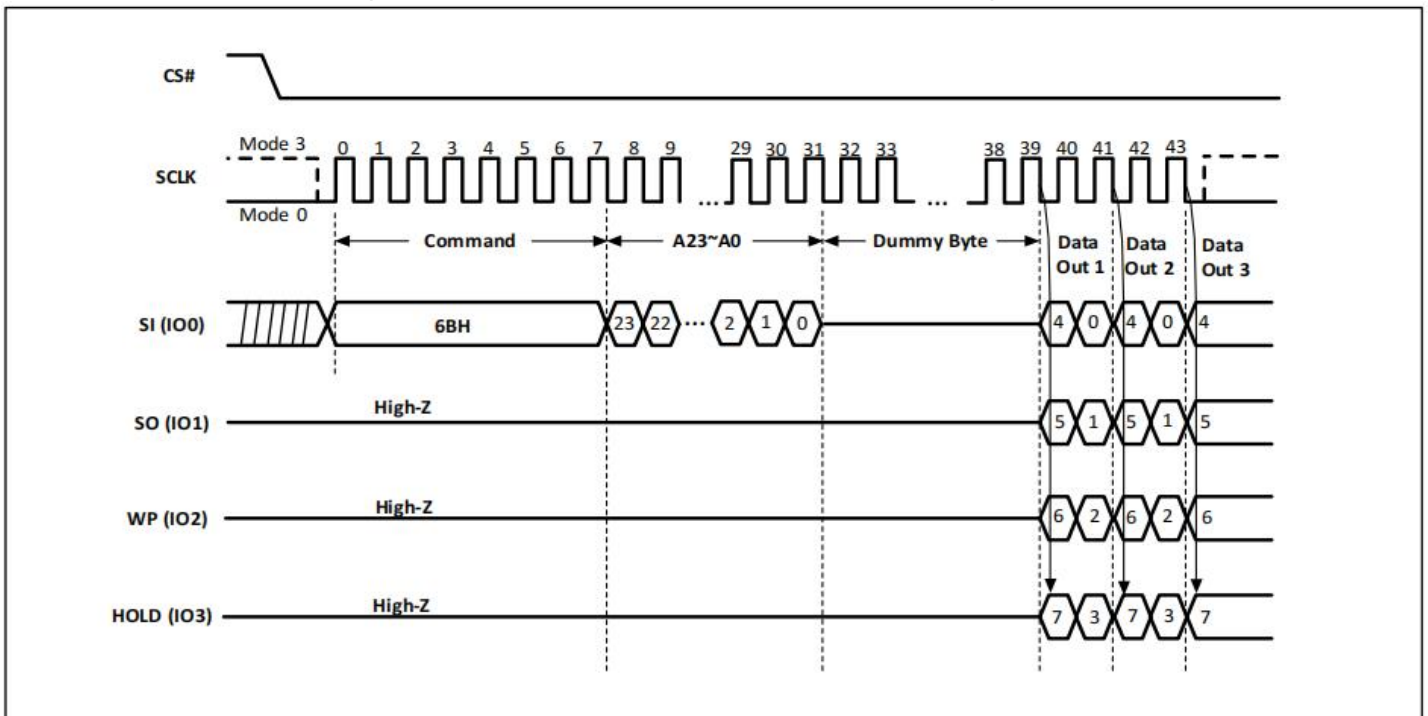 CS#
Mode 3
0 1 2 3 4 5 6 7 8 9 29 30 31 32 33 38 39 40 41 42 43
SCLK
... ...
Mode 0
Command A23~A0 Dummy Byte Data Out 1 Data Out 2 Data Out 3
SI (IO0) 6BH 23 22 ... 2 1 0 4 0 4 0 4
High-Z
SO (IO1) 5 1 5 1 5
High-Z
WP (IO2) 6 2 6 2 6
High-Z
HOLD (IO3) 7 3 7 3 7